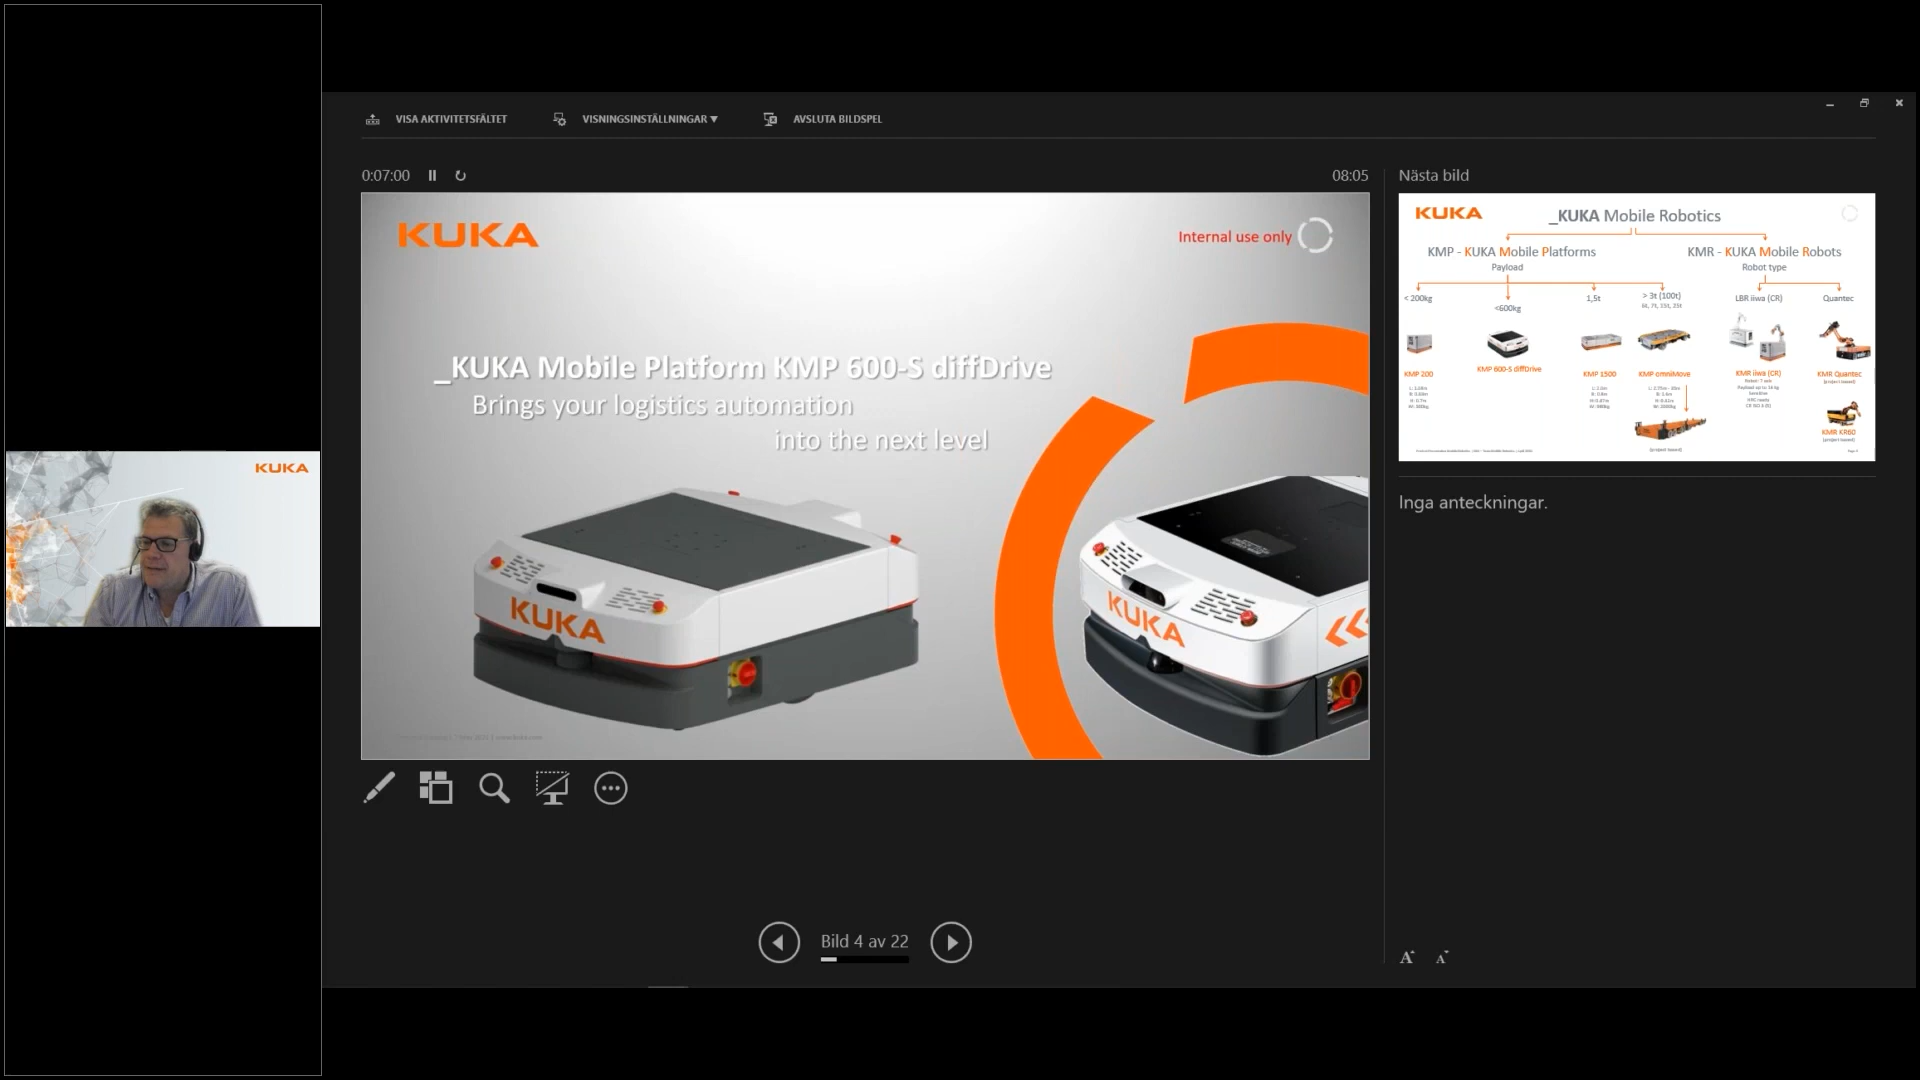 KUKA
VISA AKTIVITETSFÄLTET
VISNINGSINSTÄLLNINGAR
AVSLUTA BILDSPEL
0:07:00
08:05
KUKA
Internal use only
_KUKA Mobile Platform KMP 600-S diffDrive
Brings your logistics automation
into the next level
KUKA
KUKA
Bild 4 av 22
Nästa bild
KUKA
_KUKA Mobile Robotics
KMP - KUKA Mobile Platforms
Payload
KMR - KUKA Mobile Robots
Robot type
< 200kg
<600kg
1,5t
> 3t (100t)
LBR iiwa (CR)
Quantec
KMP 200
KMP 600-S diffDrive
KMP 1500
KMP omniMove
KMR iiwa (CR)
KMR Quantec
KMR KR60
Inga anteckningar.
A A